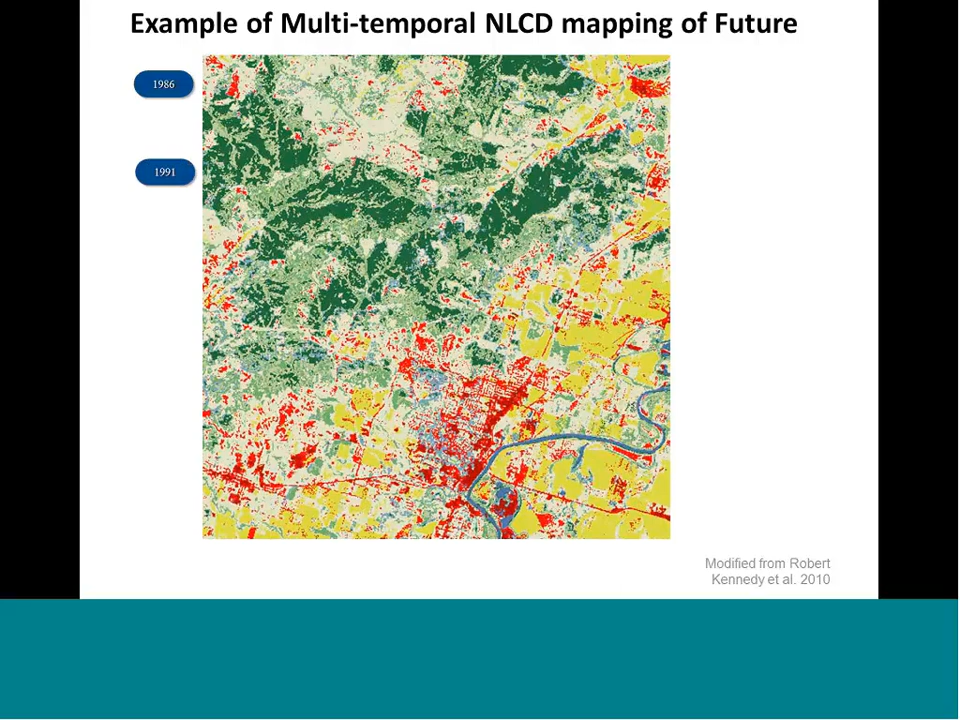 Example of Multi-temporal NLCD mapping of Future
1986
1991
Modified from Robert
Kennedy et al. 2010